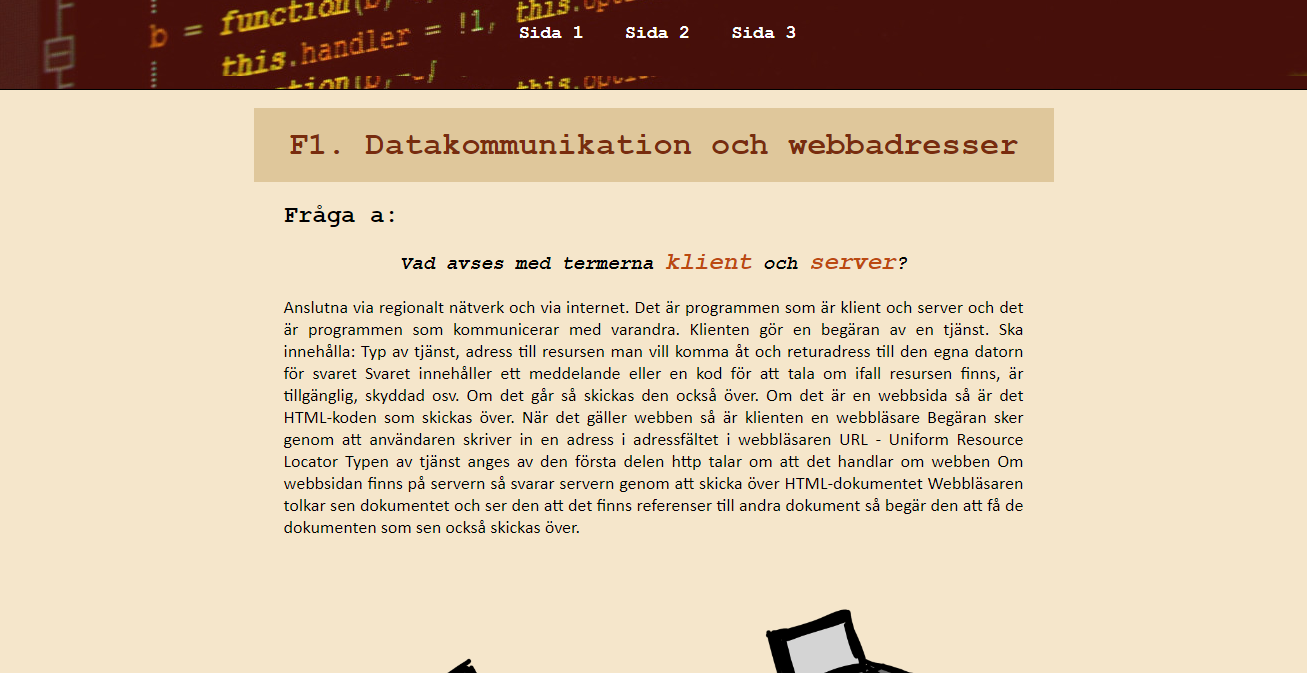 function(b,
b = function(b, this.opt
this.handler = !1,
Sida 1 Sida 2 Sida 3
F1. Datakommunikation och webbadresser
Fråga a:
Vad avses med termerna klient och server?
Anslutna via regionalt nätverk och via internet. Det är programmen som är klient och server och det
är programmen som kommunicerar med varandra. Klienten gör en begäran av en tjänst. Ska
innehålla: Typ av tjänst, adress till resursen man vill komma åt och returadress till den egna datorn
för svaret Svaret innehåller ett meddelande eller en kod för att tala om ifall resursen finns, är
tillgänglig, skyddad osv. Om det går så skickas den också över. Om det är en webbsida så är det
HTML-koden som skickas över. När det gäller webben så är klienten en webbläsare Begäran sker
genom att användaren skriver in en adress i adressfältet i webbläsaren URL - Uniform Resource
Locator Typen av tjänst anges av den första delen http talar om att det handlar om webben Om
webbsidan finns på servern så svarar servern genom att skicka över HTML-dokumentet Webbläsaren
tolkar sen dokumentet och ser den att det finns referenser till andra dokument så begär den att få de
dokumenten som sen också skickas över.